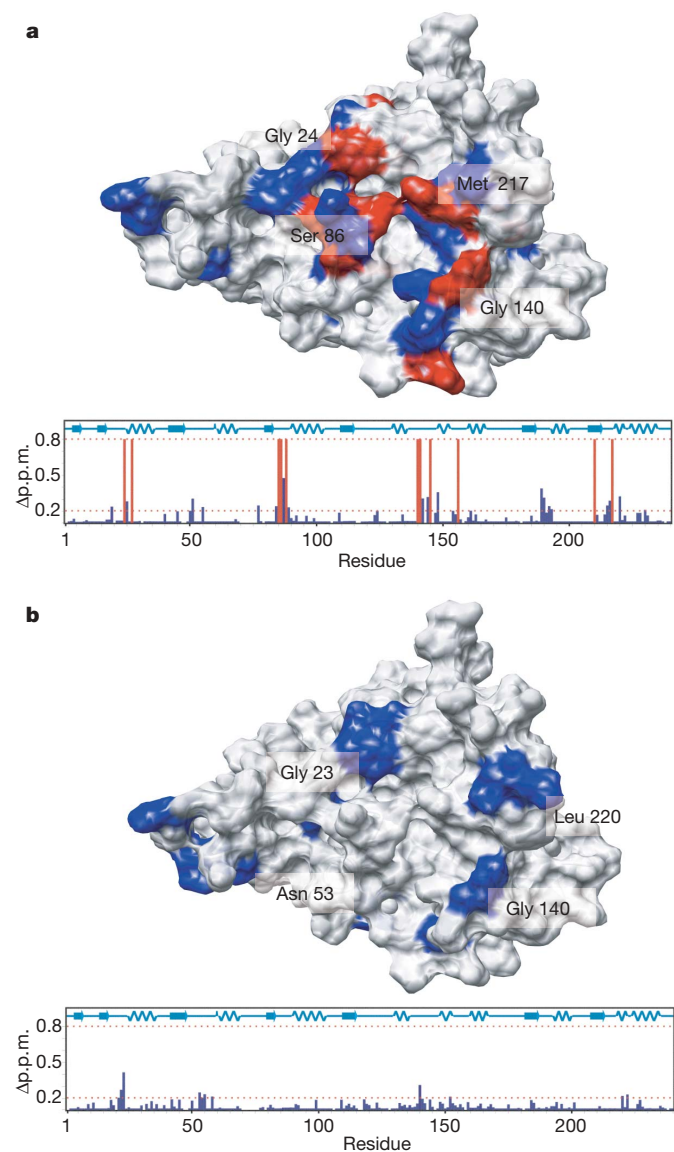 a
Gly 24
Met 217
Ser 86
Gly 140
0.8
0.5
0.2
Δp.p.m.
1 50 100 150 200
Residue
b
Gly 23
Leu 220
Asn 53
Gly 140
0.8
0.5
0.2
Δp.p.m.
1 50 100 150 200
Residue